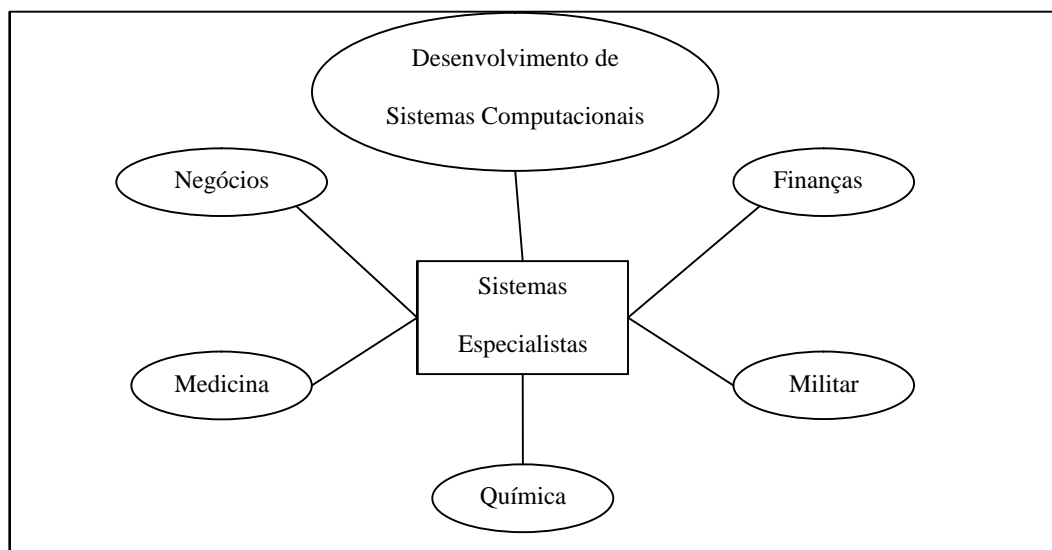 Desenvolvimento de
Sistemas Computacionais
Negócios
Finanças
Sistemas
Especialistas
Medicina
Militar
Química